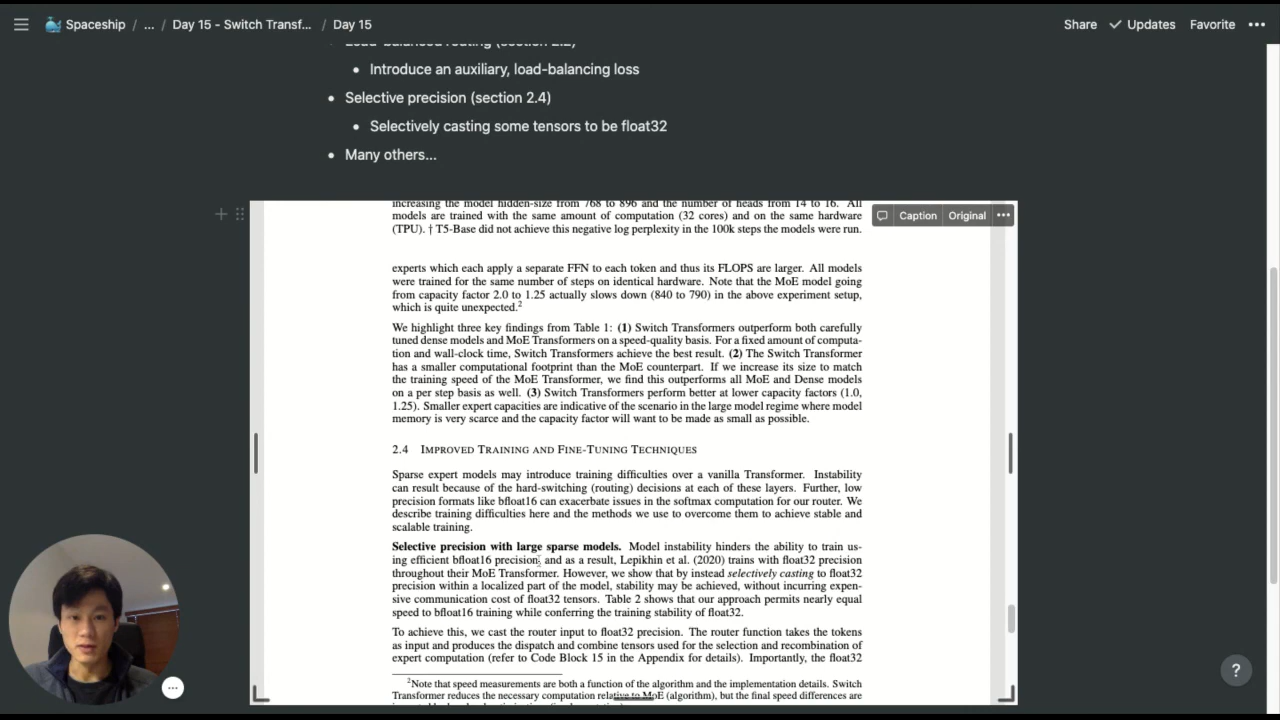 Spaceship / ... / Day 15 - Switch Transf... / Day 15
Share Updates Favorite
Load-balanced routing (section 2.2)
Introduce an auxiliary, load-balancing loss
Selective precision (section 2.4)
Selectively casting some tensors to be float32
Many others...
Caption Original
increasing the model hidden-size from 768 to 896 and the number of heads from 14 to 16. All
models are trained with the same amount of computation (32 cores) and on the same hardware
(TPU). † T5-Base did not achieve this negative log perplexity in the 100k steps the models were run.
experts which each apply a separate FFN to each token and thus its FLOPS are larger. All models
were trained for the same number of steps on identical hardware. Note that the MoE model going
from capacity factor 2.0 to 1.25 actually slows down (840 to 790) in the above experiment setup,
which is quite unexpected.2
We highlight three key findings from Table 1: (1) Switch Transformers outperform both carefully
tuned dense models and MoE Transformers on a speed-quality basis. For a fixed amount of computa-
tion and wall-clock time, Switch Transformers achieve the best result. (2) The Switch Transformer
has a smaller computational footprint than the MoE counterpart. If we increase its size to match
the training speed of the MoE Transformer, we find this outperforms all MoE and Dense models
on a per step basis as well. (3) Switch Transformers perform better at lower capacity factors (1.0,
1.25). Smaller expert capacities are indicative of the scenario in the large model regime where model
memory is very scarce and the capacity factor will want to be made as small as possible.
2.4 IMPROVED TRAINING AND FINE-TUNING TECHNIQUES
Sparse expert models may introduce training difficulties over a vanilla Transformer. Instability
can result because of the hard-switching (routing) decisions at each of these layers. Further, low
precision formats like bfloat16 can exacerbate issues in the softmax computation for our router. We
describe training difficulties here and the methods we use to overcome them to achieve stable and
scalable training.
Selective precision with large sparse models. Model instability hinders the ability to train us-
ing efficient bfloat16 precision, and as a result, Lepikhin et al. (2020) trains with float32 precision
throughout their MoE Transformer. However, we show that by instead selectively casting to float32
precision within a localized part of the model, stability may be achieved, without incurring expen-
sive communication cost of float32 tensors. Table 2 shows that our approach permits nearly equal
speed to bfloat16 training while conferring the training stability of float32.
To achieve this, we cast the router input to float32 precision. The router function takes the tokens
as input and produces the dispatch and combine tensors used for the selection and recombination of
expert computation (refer to Code Block 15 in the Appendix for details). Importantly, the float32
2Note that speed measurements are both a function of the algorithm and the implementation details. Switch
Transformer reduces the necessary computation relative to MoE (algorithm), but the final speed differences are
?